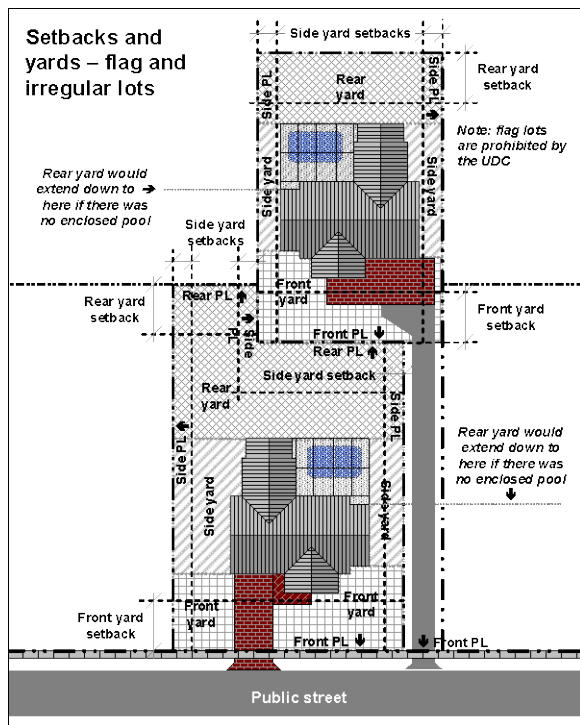 Setbacks and
yards – flag and
irregular lots
Side yard setbacks
Side PL
Rear
yard
Side PL
Rear yard
setback
Note: flag lots
are prohibited by
the UDC
Rear yard would
extend down to
here if there was
no enclosed pool
Side yard
Side yard
Side yard
setbacks
Rear yard
setback
Rear PL
Front
yard
Front yard
setback
Side
PL
Front PL
Rear PL
Side yard setback
Rear
yard
Side PL
Side PL
Rear yard would
extend down to
here if there was
no enclosed pool
Side yard
Side yard
Front yard
setback
Front
yard
Front
yard
Front PL
Front PL
Public street